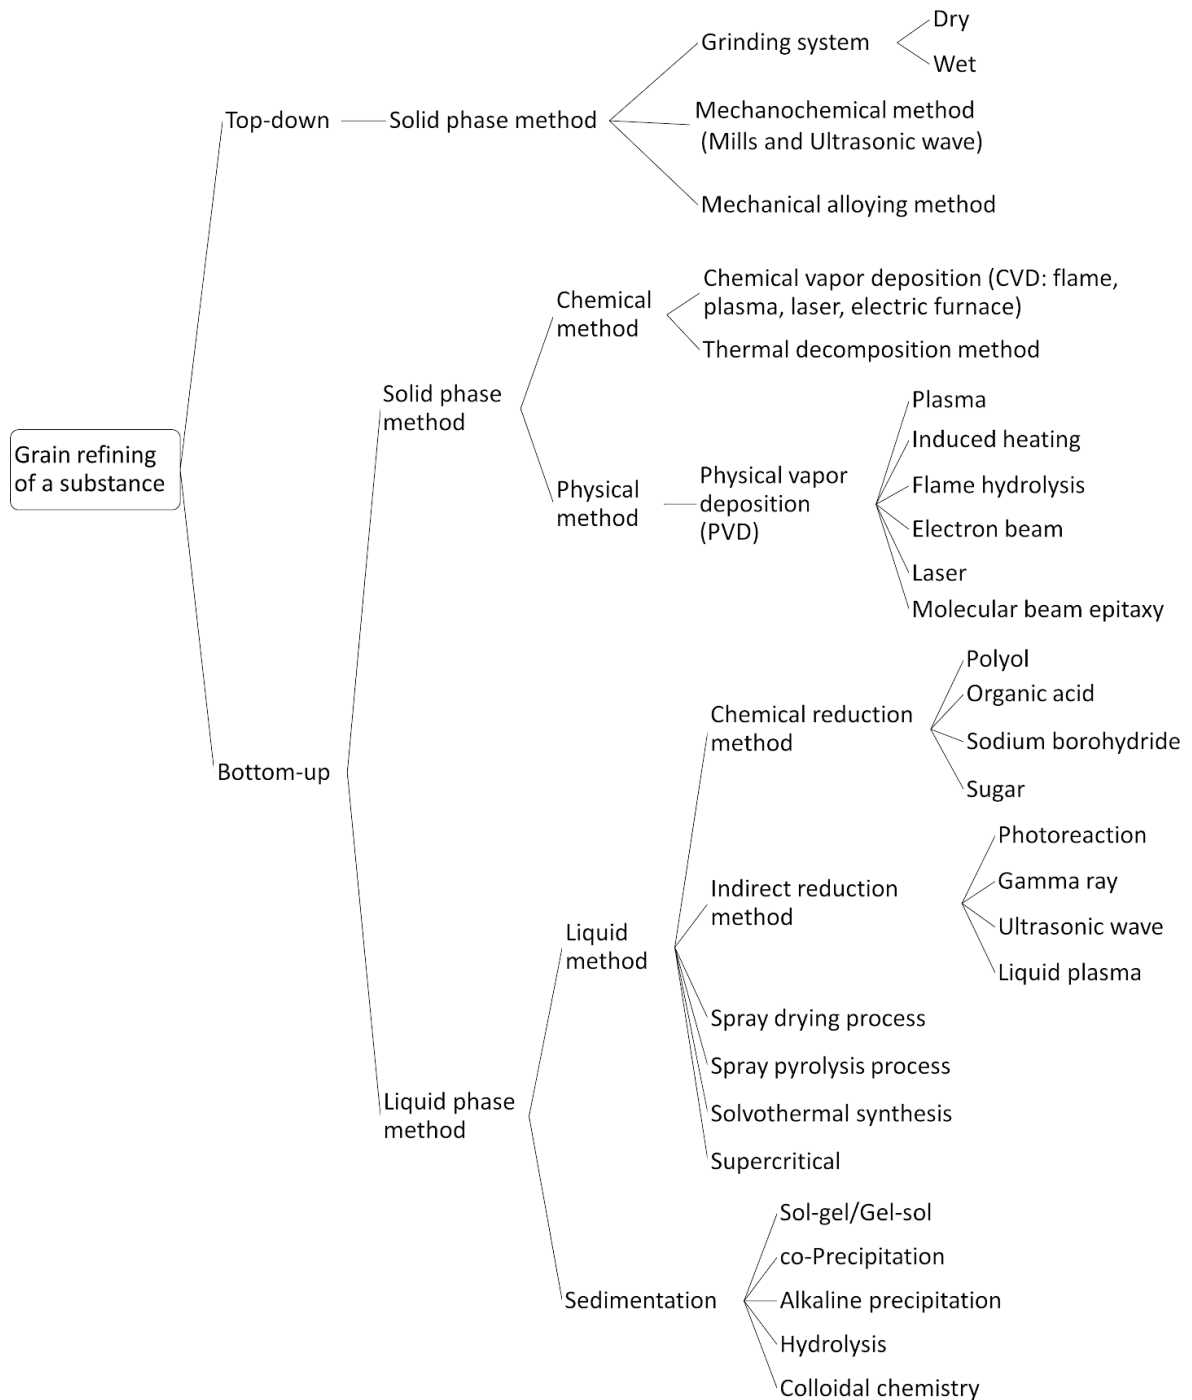 Dry
Grinding system
Wet
Mechanochemical method
Top-down
Solid phase method
(Mills and Ultrasonic wave)
Mechanical alloying method
Chemical vapor deposition (CVD: flame,
plasma, laser, electric furnace)
Chemical
method
Thermal decomposition method
Solid phase
method
Plasma
Induced heating
Grain refining
of a substance
Physical
method
Physical vapor
deposition
(PVD)
Flame hydrolysis
Electron beam
Laser
Molecular beam epitaxy
Polyol
Organic acid
Chemical reduction
method
Sodium borohydride
Sugar
Bottom-up
Photoreaction
Indirect reduction
method
Gamma ray
Ultrasonic wave
Liquid plasma
Liquid
method
Spray drying process
Spray pyrolysis process
Solvothermal synthesis
Supercritical
Liquid phase
method
Sol-gel/Gel-sol
co-Precipitation
Sedimentation
Alkaline precipitation
Hydrolysis
Colloidal chemistry